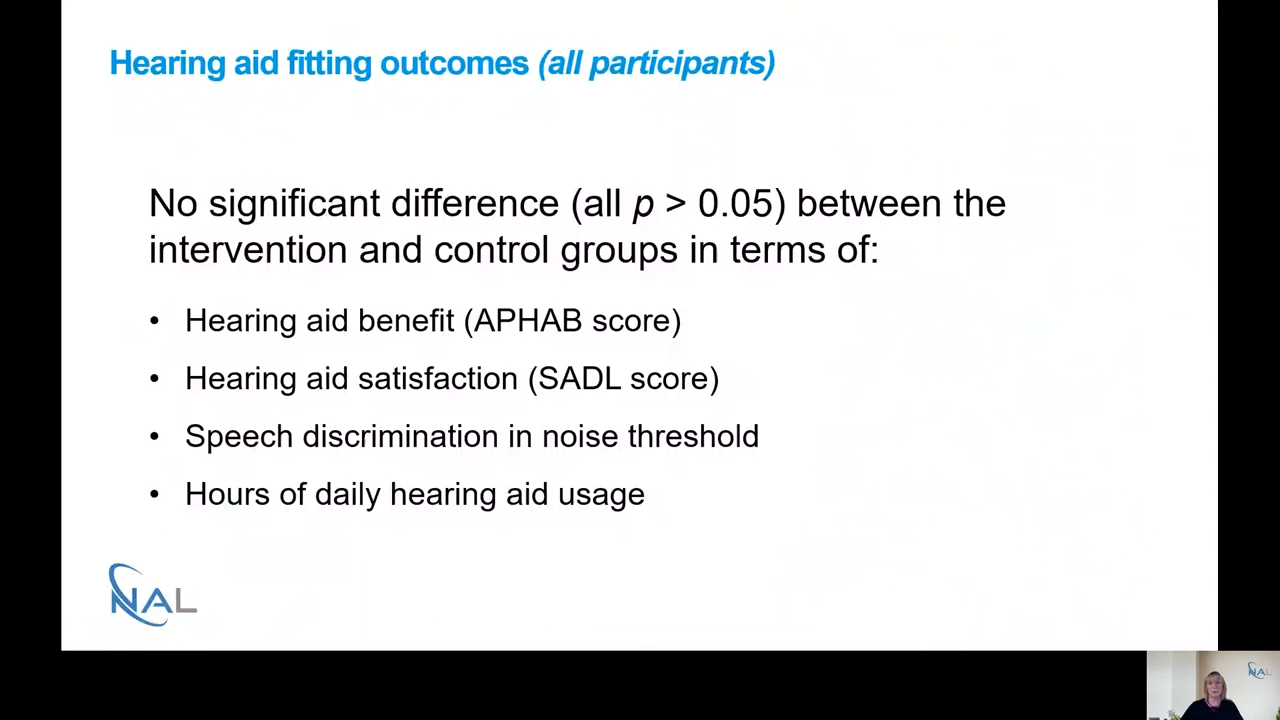 Hearing aid fitting outcomes (all participants)
No significant difference (all p > 0.05) between the
intervention and control groups in terms of:
• Hearing aid benefit (APHAB score)
• Hearing aid satisfaction (SADL score)
• Speech discrimination in noise threshold
• Hours of daily hearing aid usage
NAL
NAL